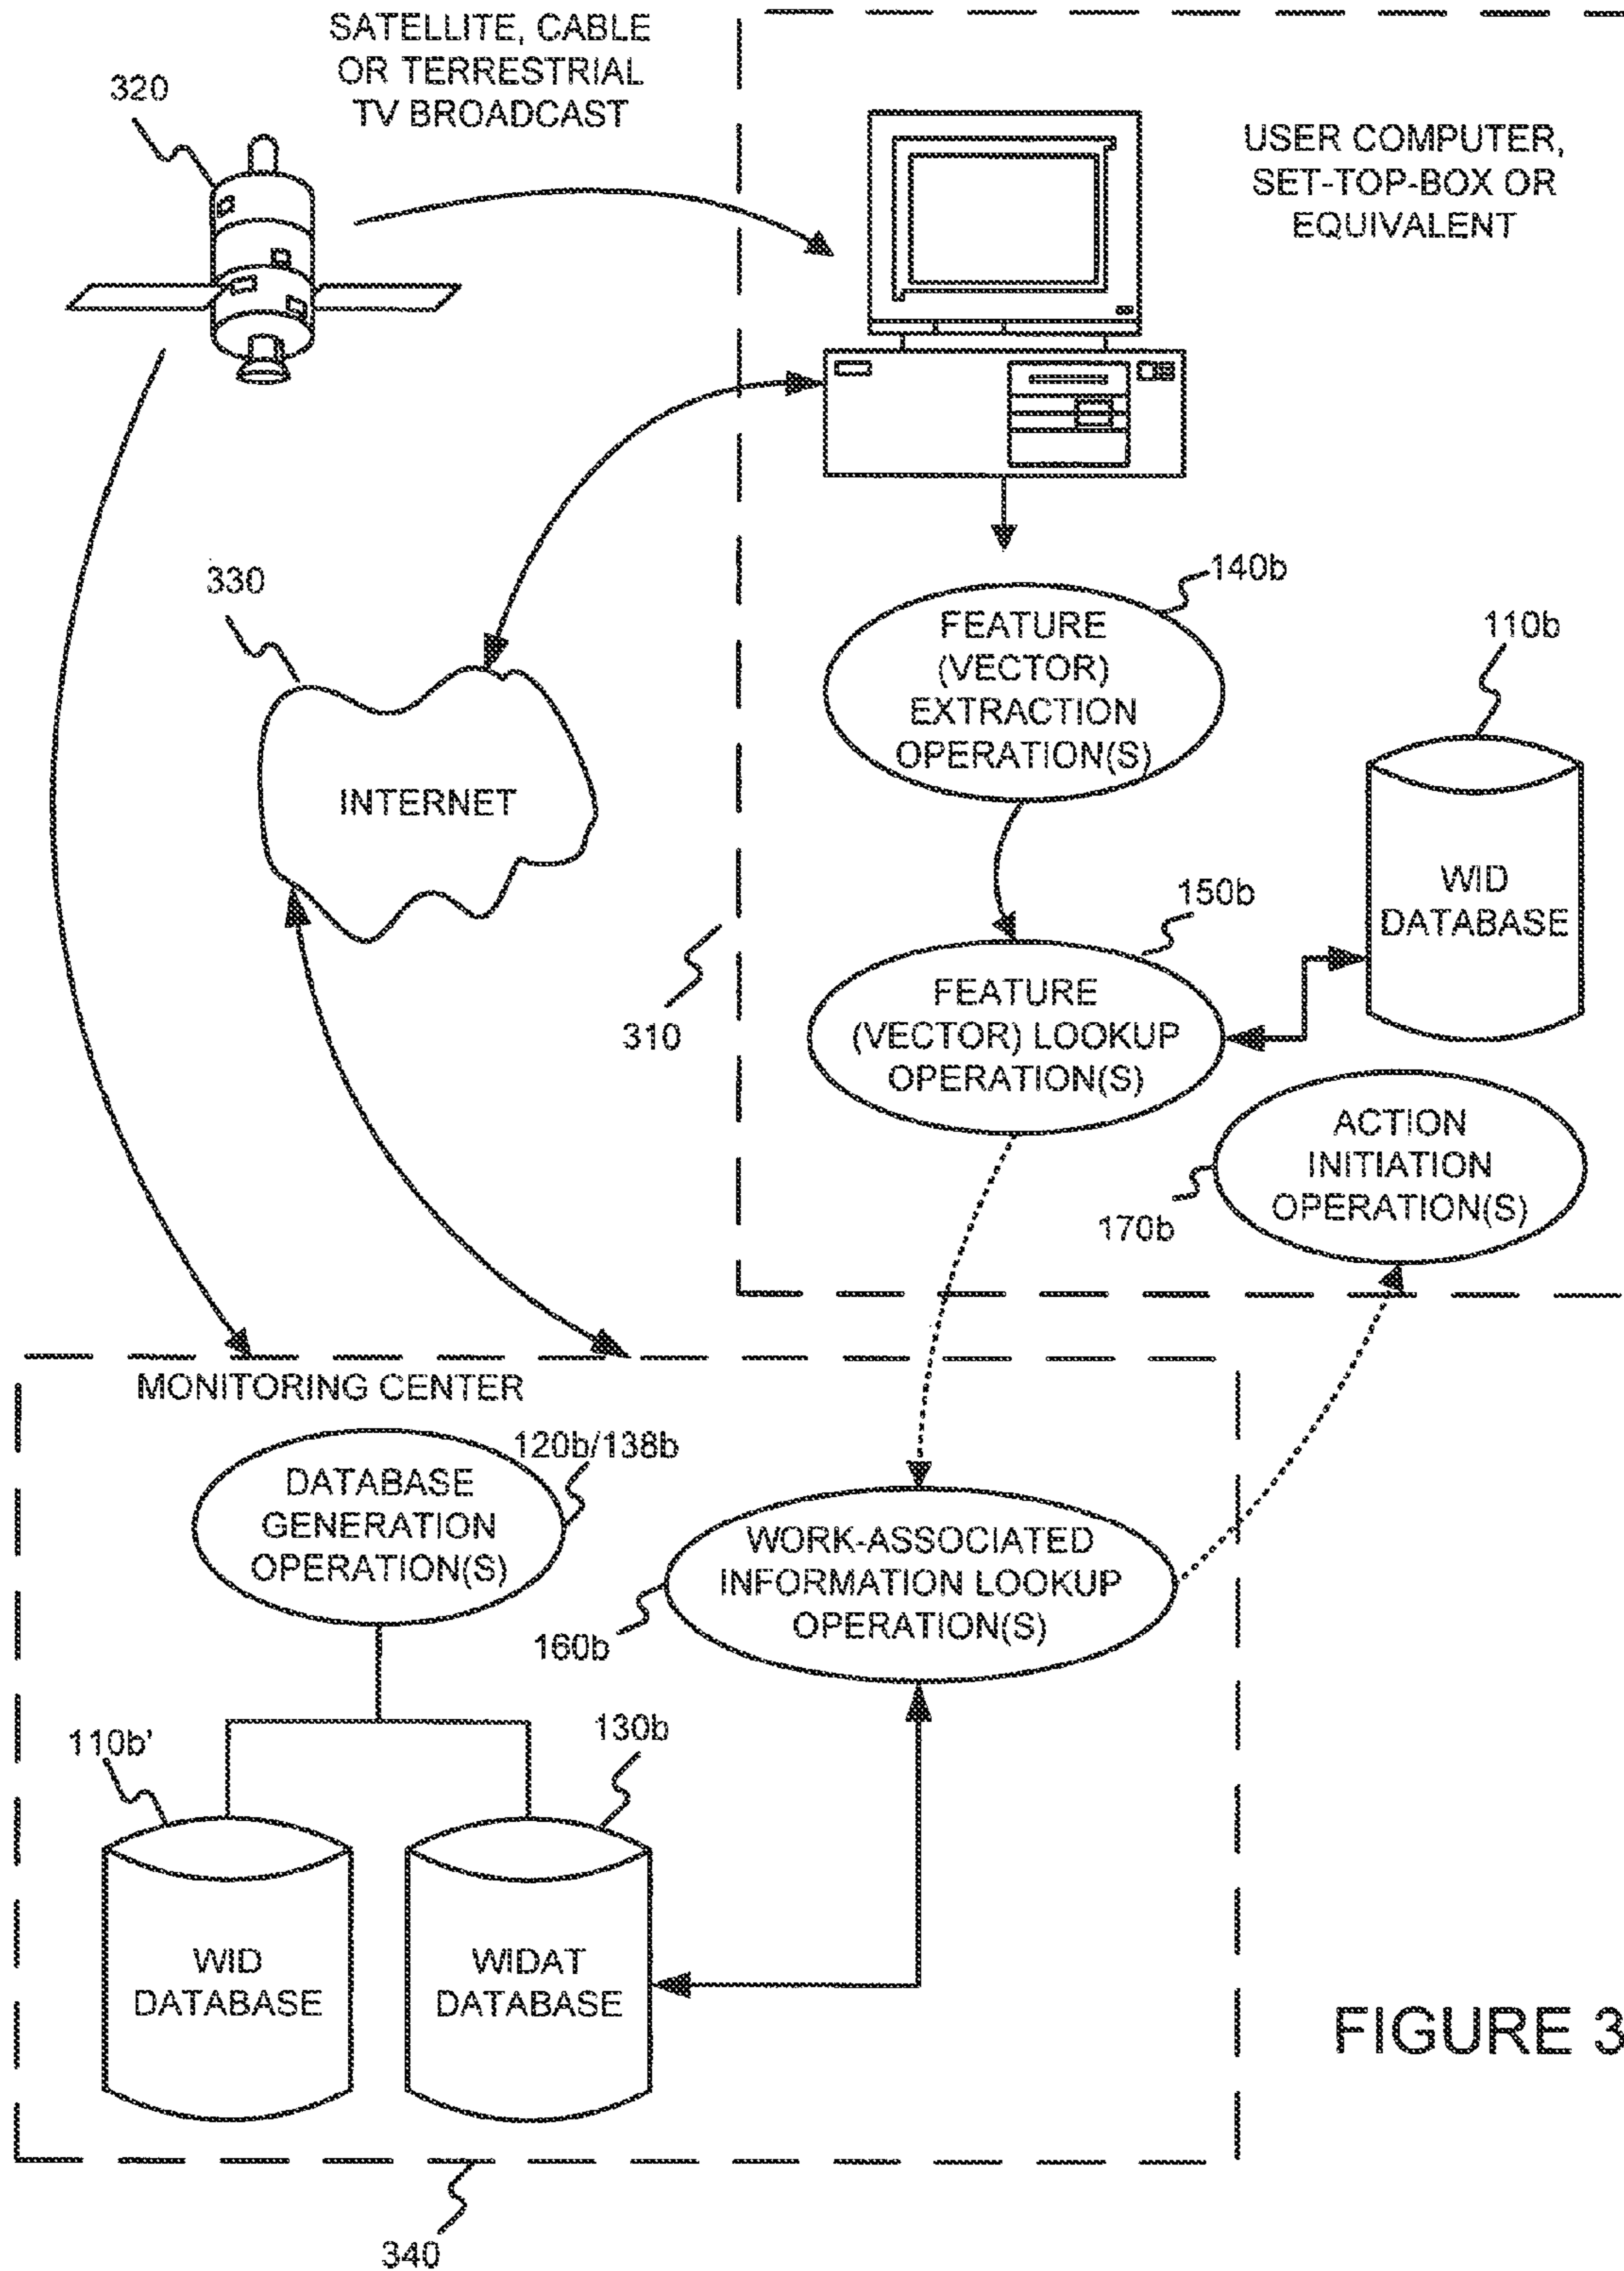 SATELLITE, CABLE
OR TERRESTRIAL
TV BROADCAST
320
USER COMPUTER,
SET-TOP-BOX OR
EQUIVALENT
330
INTERNET
140b
FEATURE
(VECTOR)
EXTRACTION
OPERATION(S)
110b
WID
DATABASE
150b
FEATURE
(VECTOR) LOOKUP
OPERATION(S)
310
ACTION
INITIATION
OPERATION(S)
170b
MONITORING CENTER
120b/138b
DATABASE
GENERATION
OPERATION(S)
WORK-ASSOCIATED
INFORMATION LOOKUP
OPERATION(S)
160b
110b'
130b
WID
DATABASE
WIDAT
DATABASE
FIGURE 3
340